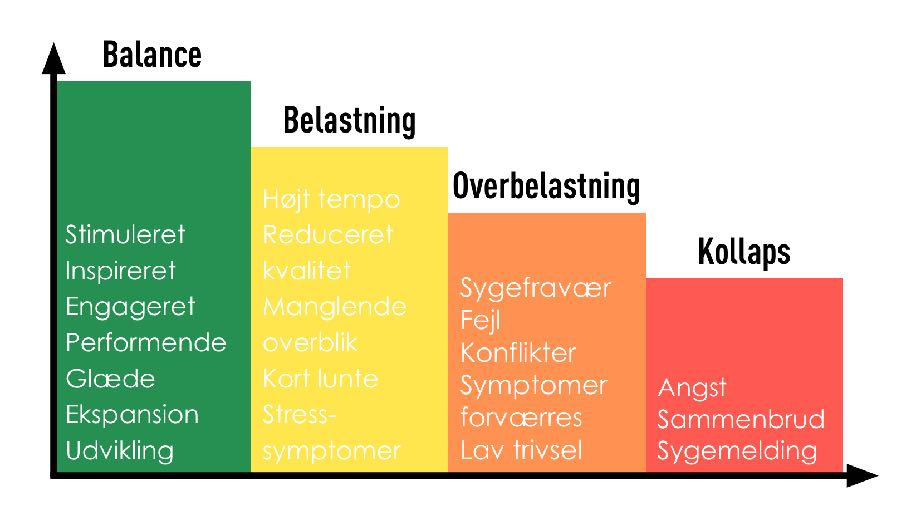 Balance
Stimuleret
Inspireret
Engageret
Performende
Glæde
Ekspansion
Udvikling
Belastning
Højt tempo
Reduceret
kvalitet
Manglende
overblik
Kort lunte
Stress-
symptomer
Overbelastning
Sygefravær
Fejl
Konflikter
Symptomer
forværres
Lav trivsel
Kollaps
Angst
Sammenbrud
Sygemelding